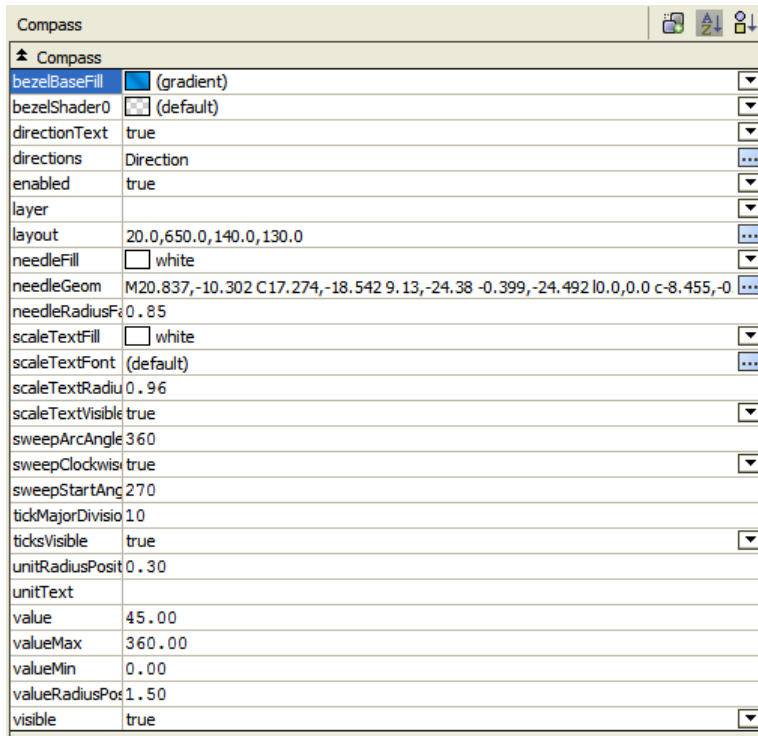 Compass
Compass
bezelBaseFill (gradient)
bezelShader0 (default)
directionText true
directions Direction
enabled true
layer
layout 20.0,650.0,140.0,130.0
needleFill white
needleGeom M20.837,-10.302 C17.274,-18.542 9.13,-24.38 -0.399,-24.492 l0.0,0.0 c-8.455,-0
needleRadiusFa 0.85
scaleTextFill white
scaleTextFont (default)
scaleTextRadiu 0.96
scaleTextVisible true
sweepArcAngle 360
sweepClockwis true
sweepStartAng 270
tickMajorDivisio 10
ticksVisible true
unitRadiusPosit 0.30
unitText
value 45.00
valueMax 360.00
valueMin 0.00
valueRadiusPos 1.50
visible true